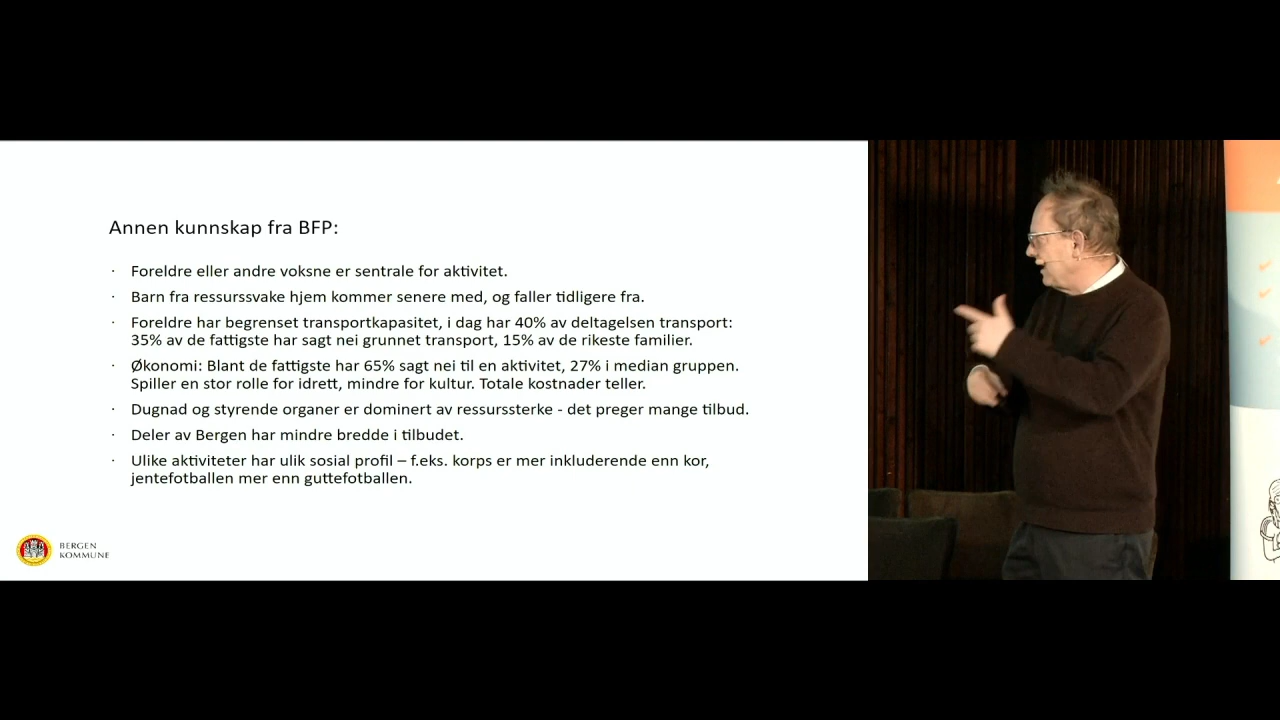 Annen kunnskap fra BFP:
· Foreldre eller andre voksne er sentrale for aktivitet.
· Barn fra ressurssvake hjem kommer senere med, og faller tidligere fra.
· Foreldre har begrenset transportkapasitet, i dag har 40% av deltagelsen transport:
35% av de fattigste har sagt nei grunnet transport, 15% av de rikeste familier.
· Økonomi: Blant de fattigste har 65% sagt nei til en aktivitet, 27% i median gruppen.
Spiller en stor rolle for idrett, mindre for kultur. Totale kostnader teller.
· Dugnad og styrende organer er dominert av ressurssterke - det preger mange tilbud.
· Deler av Bergen har mindre bredde i tilbudet.
· Ulike aktiviteter har ulik sosial profil – f.eks. korps er mer inkluderende enn kor,
jentefotballen mer enn guttefotballen.
BERGEN
KOMMUNE